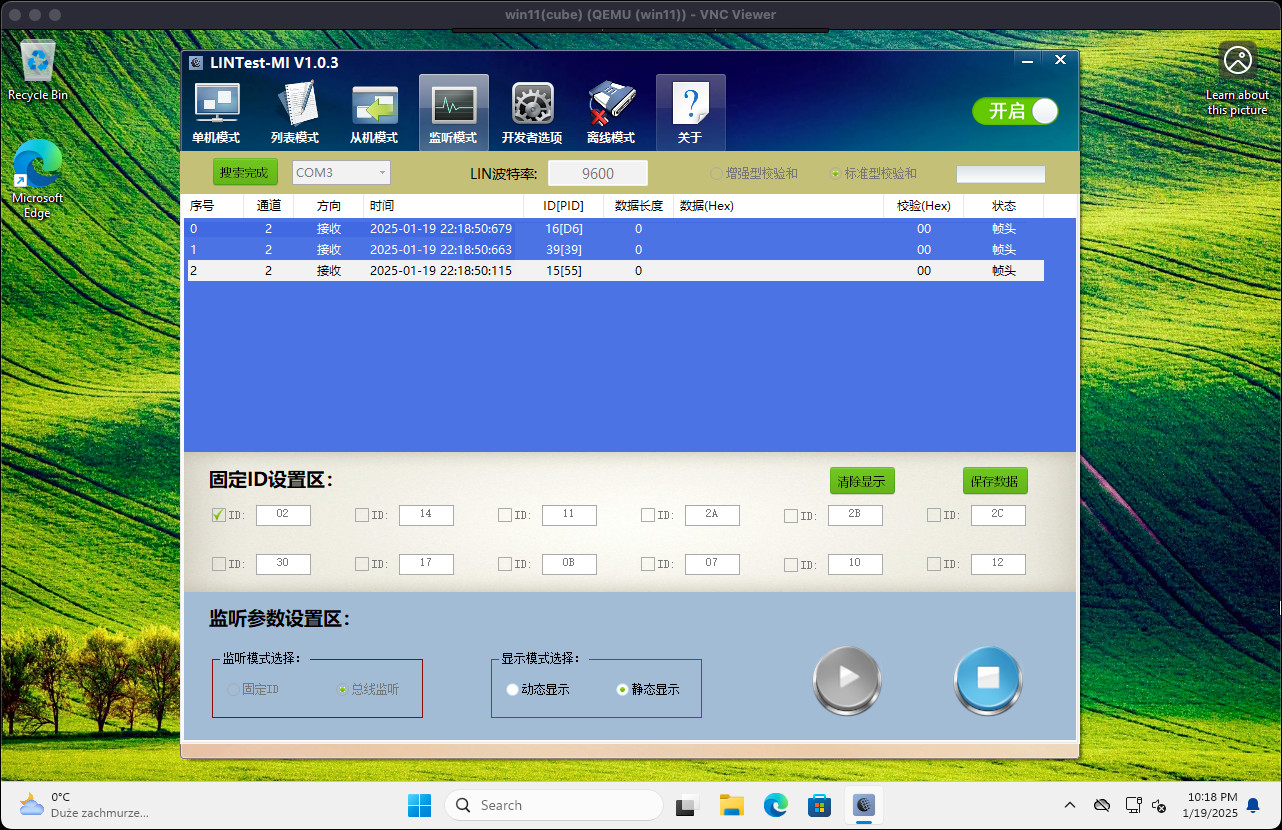 win11(cube) (QEMU (win11)) - VNC Viewer
Recycle Bin
Microsoft
Edge
Learn about
this picture
LINTest-MI V1.0.3
单机模式 列表模式 从机模式 监听模式 开发者选项 离线模式 关于 开启
搜索完成 COM3 LIN波特率: 9600 增强型校验和 标准型校验和
序号 通道 方向 时间 ID[PID] 数据长度 数据(Hex) 校验(Hex) 状态
0 2 接收 2025-01-19 22:18:50:679 16[D6] 0 00 帧头
1 2 接收 2025-01-19 22:18:50:663 39[39] 0 00 帧头
2 2 接收 2025-01-19 22:18:50:115 15[55] 0 00 帧头
固定ID设置区: 清除显示 保存数据
ID: 02 ID: 14 ID: 11 ID: 2A ID: 2B ID: 2C
ID: 30 ID: 17 ID: 0B ID: 07 ID: 10 ID: 12
监听参数设置区:
监听模式选择: 显示模式选择:
固定ID 总线监听 动态显示 静态显示
0°C
Duże zachmurze...
Search
10:18 PM
1/19/2025